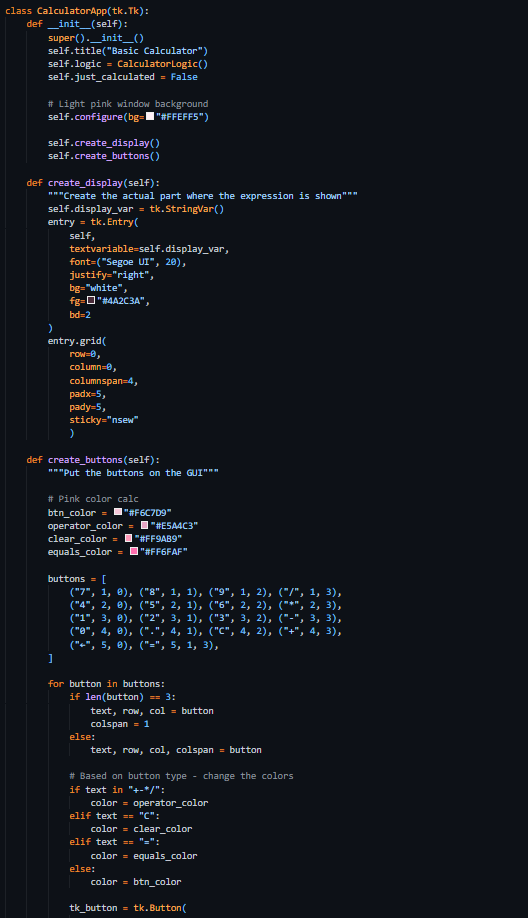 class CalculatorApp(tk.Tk):
    def __init__(self):
        super().__init__()
        self.title("Basic Calculator")
        self.logic = CalculatorLogic()
        self.just_calculated = False

        # Light pink window background
        self.configure(bg="#FFEFF5")

        self.create_display()
        self.create_buttons()

    def create_display(self):
        """Create the actual part where the expression is shown"""
        self.display_var = tk.StringVar()
        entry = tk.Entry(
            self,
            textvariable=self.display_var,
            font=("Segoe UI", 20),
            justify="right",
            bg="white",
            fg="#4A2C3A",
            bd=2
        )
        entry.grid(
            row=0,
            column=0,
            columnspan=4,
            padx=5,
            pady=5,
            sticky="nsew"
            )

    def create_buttons(self):
        """Put the buttons on the GUI"""

        # Pink color calc
        btn_color = "#F6C7D9"
        operator_color = "#E5A4C3"
        clear_color = "#FF9AB9"
        equals_color = "#FF6FAF"

        buttons = [
            ("7", 1, 0), ("8", 1, 1), ("9", 1, 2), ("/", 1, 3),
            ("4", 2, 0), ("5", 2, 1), ("6", 2, 2), ("*", 2, 3),
            ("1", 3, 0), ("2", 3, 1), ("3", 3, 2), ("-", 3, 3),
            ("0", 4, 0), (".", 4, 1), ("C", 4, 2), ("+", 4, 3),
            ("←", 5, 0), ("=", 5, 1, 3),
        ]

        for button in buttons:
            if len(button) == 3:
                text, row, col = button
                colspan = 1
            else:
                text, row, col, colspan = button

            # Based on button type - change the colors
            if text in "+-*/":
                color = operator_color
            elif text == "C":
                color = clear_color
            elif text == "=":
                color = equals_color
            else:
                color = btn_color

            tk_button = tk.Button(